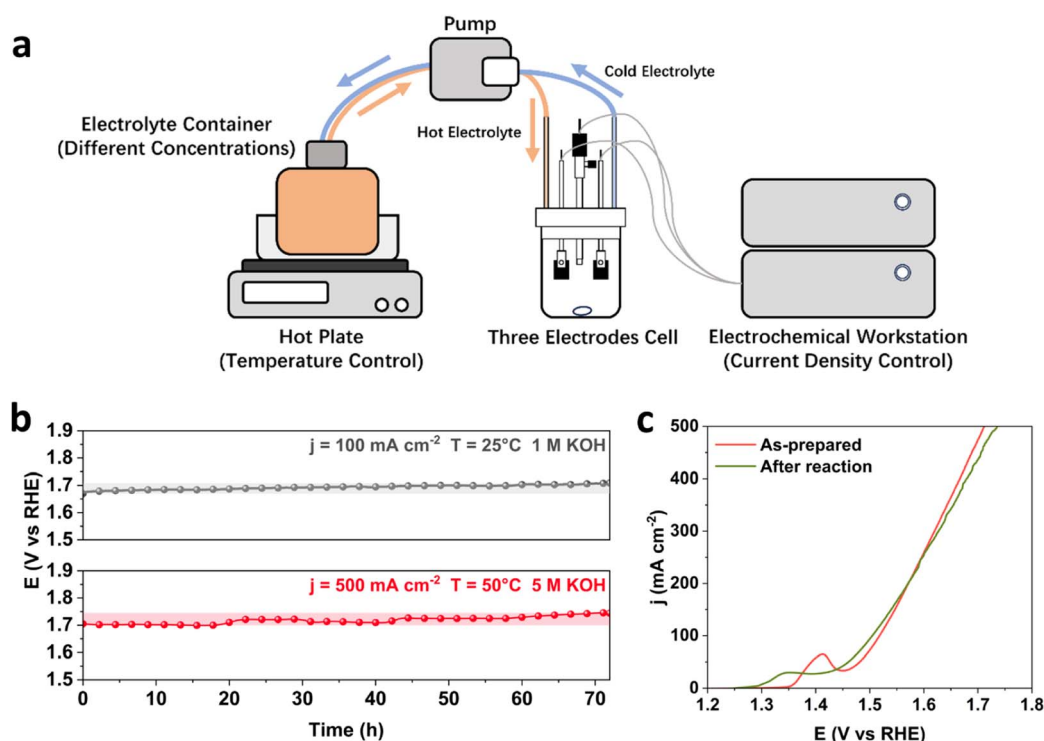 a
Pump
Cold Electrolyte
Hot Electrolyte
Electrolyte Container
(Different Concentrations)
Hot Plate
(Temperature Control)
Three Electrodes Cell
Electrochemical Workstation
(Current Density Control)
b
E (V vs RHE)
1.9
1.8
1.7
1.6
1.5
j = 100 mA cm⁻² T = 25°C 1 M KOH
1.9
1.8
1.7
1.6
1.5
j = 500 mA cm⁻² T = 50°C 5 M KOH
0 10 20 30 40 50 60 70
Time (h)
c
j (mA cm⁻²)
500
400
300
200
100
0
As-prepared
After reaction
1.2 1.3 1.4 1.5 1.6 1.7 1.8
E (V vs RHE)